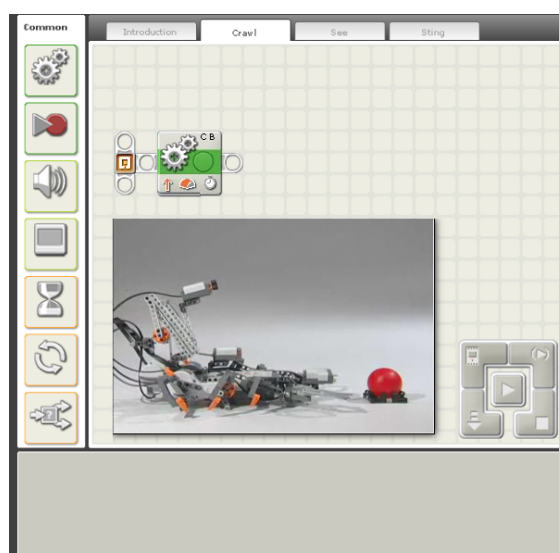 Common
Introduction
Crawl
See
Sting
C B